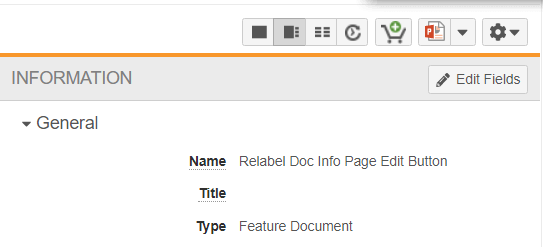 INFORMATION
Edit Fields
General
Name Relabel Doc Info Page Edit Button
Title
Type Feature Document